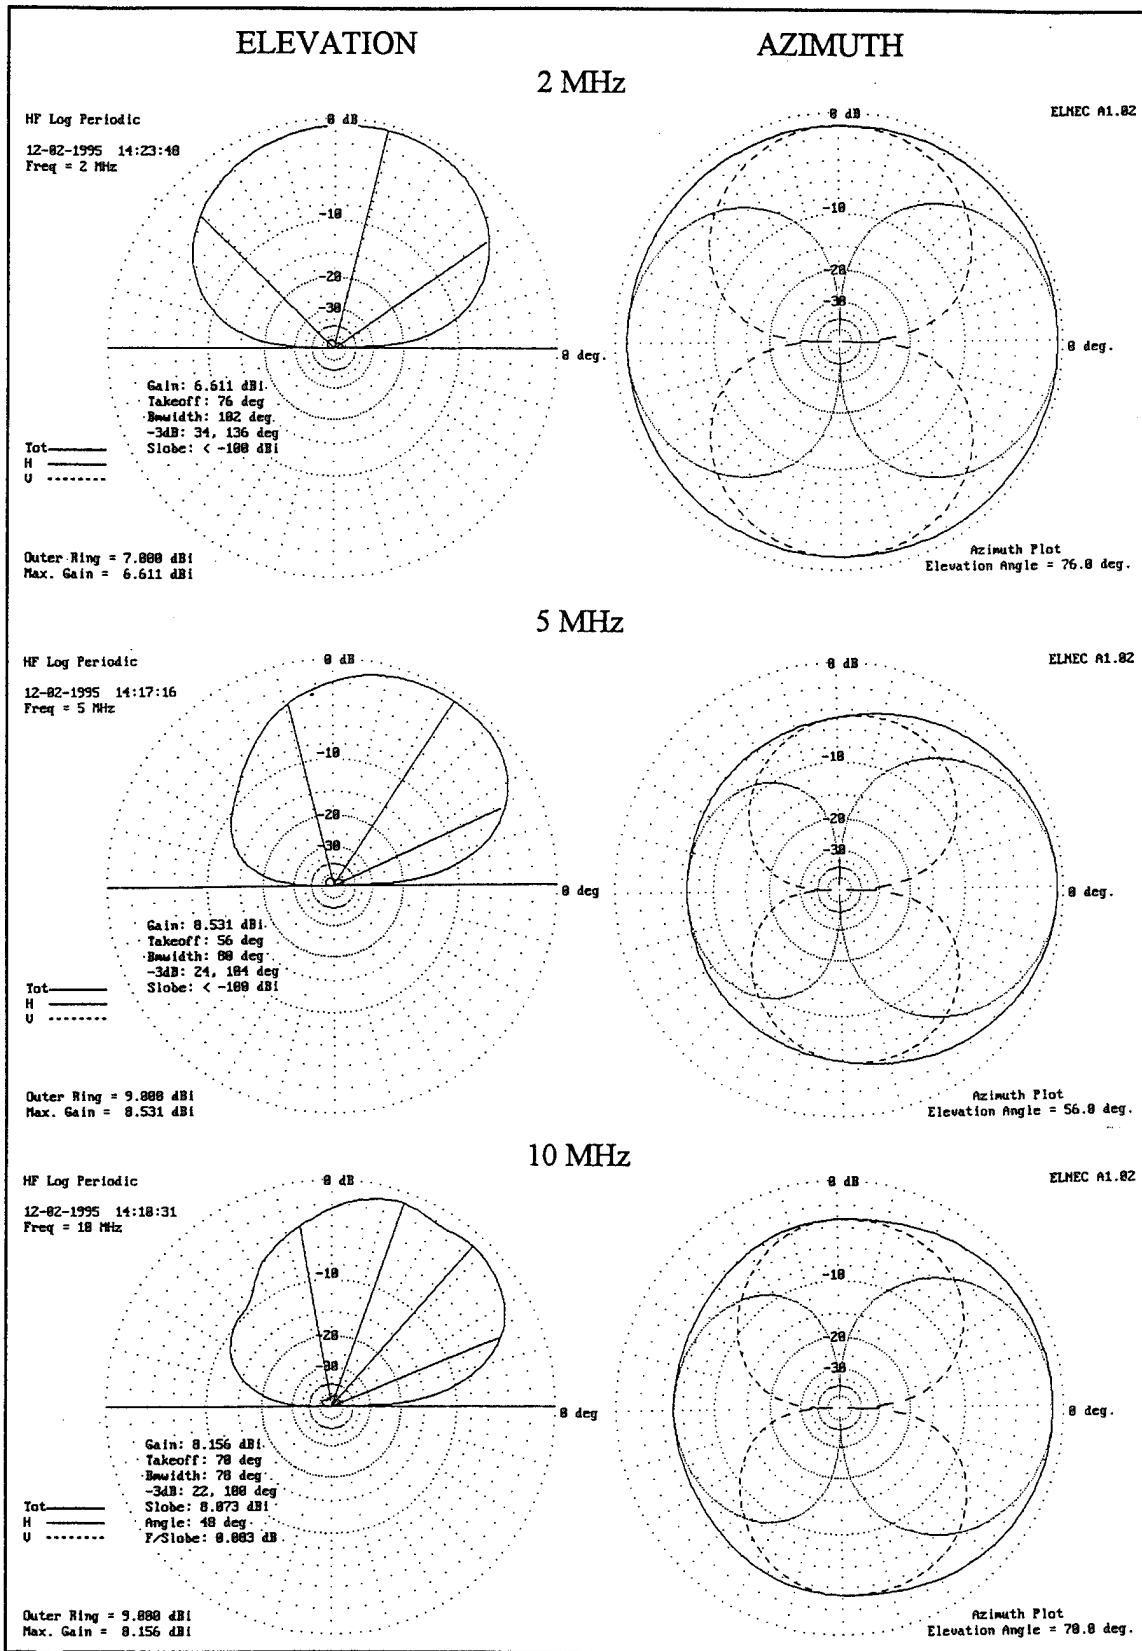 ELEVATION
AZIMUTH
2 MHz
HF Log Periodic
0 dB
0 dB
ELNEC A1.02
12-02-1995 14:23:40
Freq = 2 MHz
-10
-10
-20
-20
-30
-30
0 deg.
0 deg.
Gain: 6.611 dBi
Takeoff: 76 deg
Bmwidth: 102 deg.
-3dB: 34, 136 deg
Slobe: < -100 dBi
Tot
H
V
Outer Ring = 7.000 dBi
Max. Gain = 6.611 dBi
Azimuth Plot
Elevation Angle = 76.0 deg.
5 MHz
HF Log Periodic
0 dB
0 dB
ELNEC A1.02
12-02-1995 14:17:16
Freq = 5 MHz
-10
-10
-20
-20
-30
-30
0 deg
0 deg.
Gain: 8.531 dBi
Takeoff: 56 deg
Bmwidth: 80 deg
-3dB: 24, 104 deg
Slobe: < -100 dBi
Tot
H
V
Outer Ring = 9.000 dBi
Max. Gain = 8.531 dBi
Azimuth Plot
Elevation Angle = 56.0 deg.
10 MHz
HF Log Periodic
0 dB
0 dB
ELNEC A1.02
12-02-1995 14:18:31
Freq = 10 MHz
-10
-10
-20
-20
-30
-30
0 deg
0 deg.
Gain: 8.156 dBi
Takeoff: 70 deg
Bmwidth: 78 deg
-3dB: 22, 100 deg
Slobe: 8.073 dBi
Angle: 48 deg
F/Slobe: 0.083 dB
Tot
H
V
Outer Ring = 9.000 dBi
Max. Gain = 8.156 dBi
Azimuth Plot
Elevation Angle = 70.0 deg.